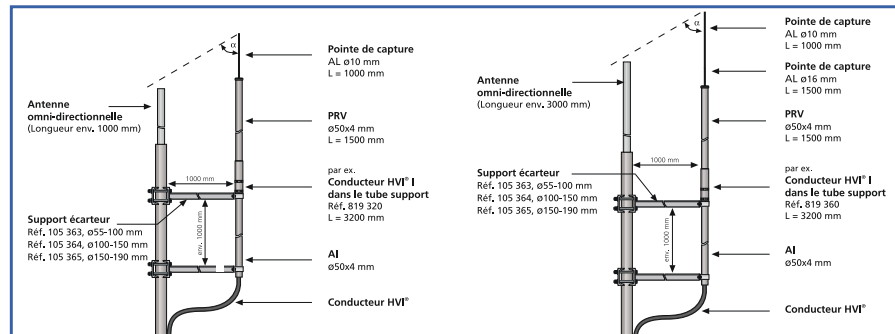 α
Pointe de capture
AL ø10 mm
L = 1000 mm
Antenne
omni-directionnelle
(Longueur env. 1000 mm)
PRV
ø50x4 mm
L = 1500 mm
1000 mm
par ex.
Conducteur HVI® I
dans le tube support
Réf. 819 320
L = 3200 mm
Support écarteur
Réf. 105 363, ø55-100 mm
Réf. 105 364, ø100-150 mm
Réf. 105 365, ø150-190 mm
env. 1000 mm
Al
ø50x4 mm
Conducteur HVI®
α
Pointe de capture
AL ø10 mm
L = 1000 mm
Pointe de capture
AL ø16 mm
L = 1500 mm
Antenne
omni-directionnelle
(Longueur env. 3000 mm)
PRV
ø50x4 mm
L = 1500 mm
1000 mm
par ex.
Conducteur HVI® I
dans le tube support
Réf. 819 360
L = 3200 mm
Support écarteur
Réf. 105 363, ø55-100 mm
Réf. 105 364, ø100-150 mm
Réf. 105 365, ø150-190 mm
env. 1000 mm
Al
ø50x4 mm
Conducteur HVI®